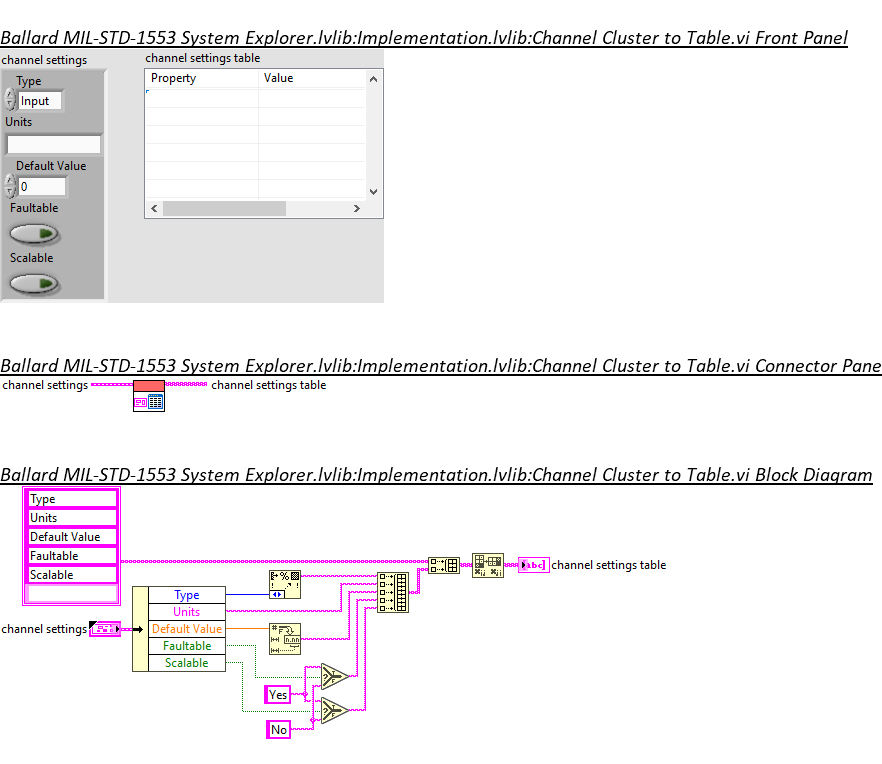 Ballard MIL-STD-1553 System Explorer.lvlib:Implementation.lvlib:Channel Cluster to Table.vi Front Panel
channel settings
channel settings table
Type
Input
Units
Default Value
0
Faultable
Scalable
Property Value
Ballard MIL-STD-1553 System Explorer.lvlib:Implementation.lvlib:Channel Cluster to Table.vi Connector Pane
channel settings
channel settings table
Ballard MIL-STD-1553 System Explorer.lvlib:Implementation.lvlib:Channel Cluster to Table.vi Block Diagram
Type
Units
Default Value
Faultable
Scalable
channel settings
Type
Units
Default Value
Faultable
Scalable
Yes
No
abc
channel settings table